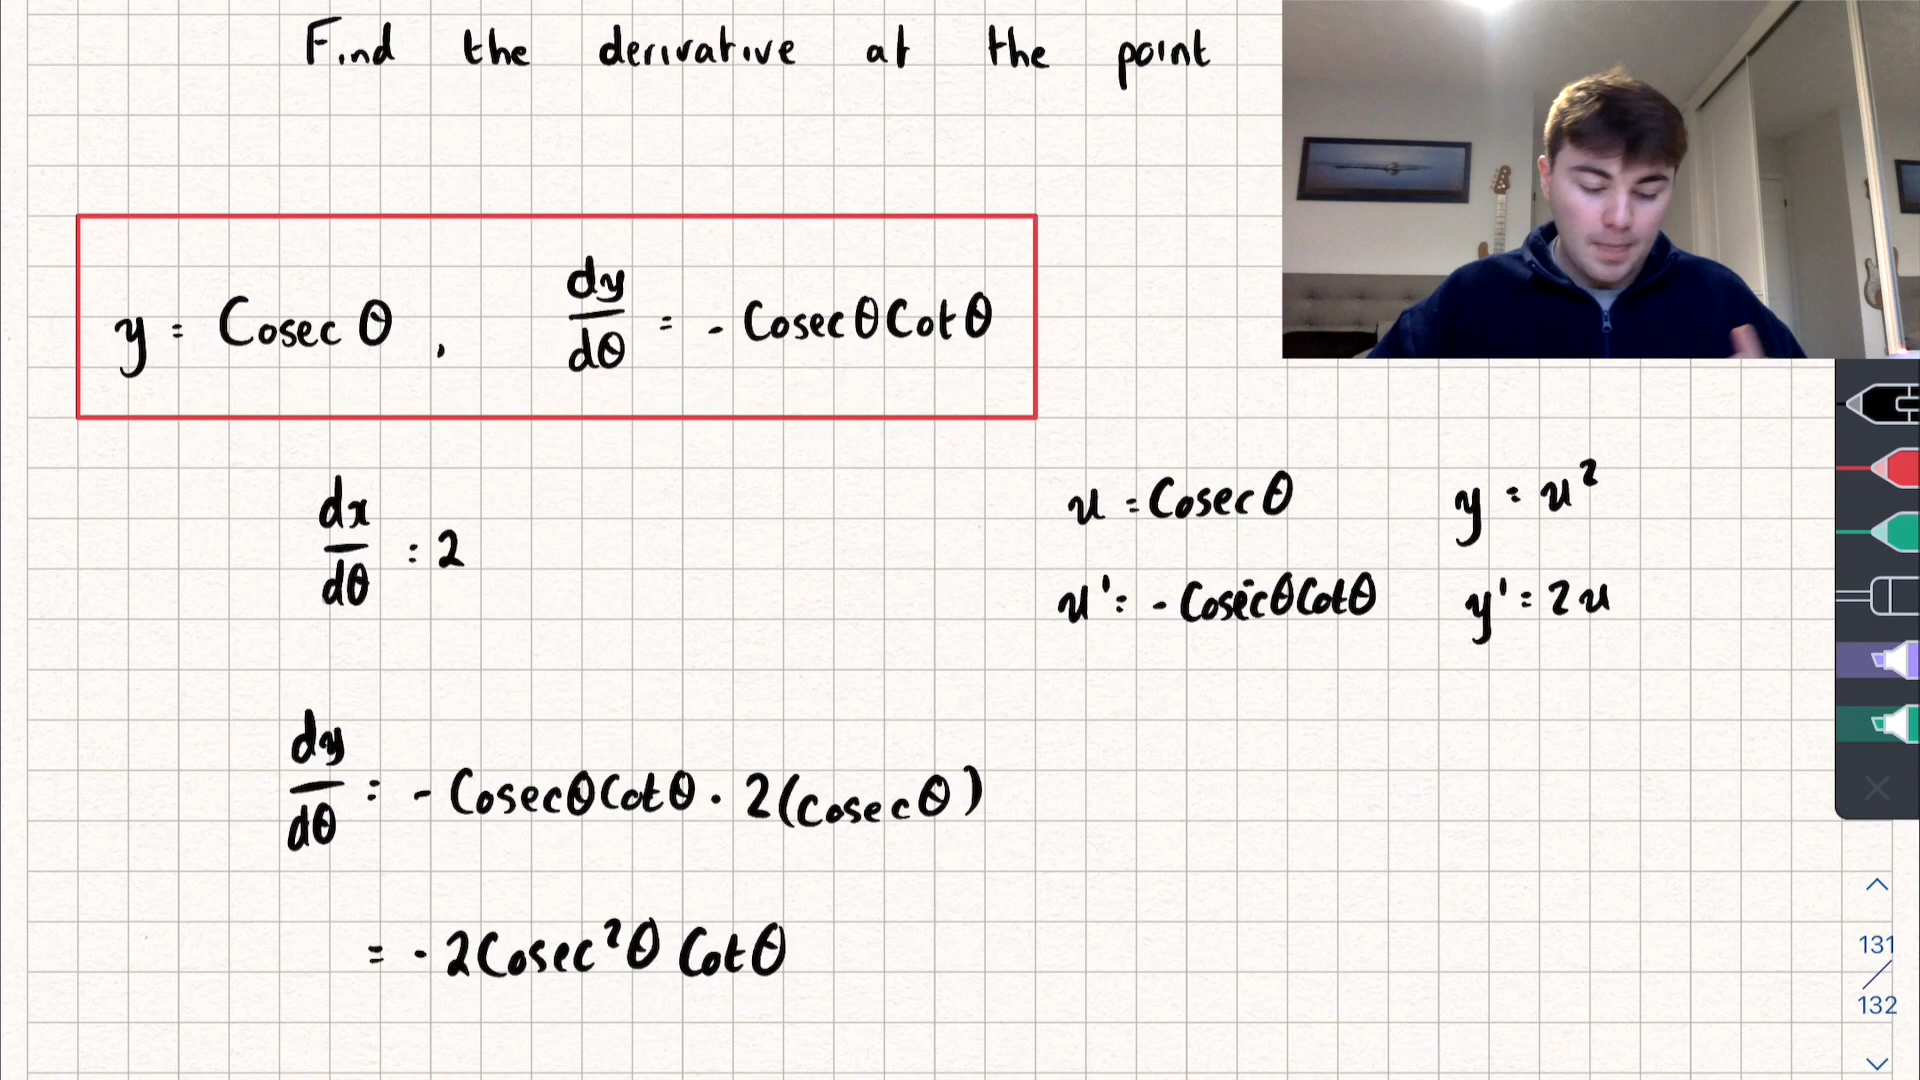 Find the derivative at the point
y = Cosec θ , dy/dθ = - Cosec θ Cot θ
dx/dθ = 2
u = Cosec θ y = u²
u' = - Cosec θ Cot θ y' = 2u
dy/dθ = - Cosec θ Cot θ . 2(Cosec θ)
= - 2Cosec²θ Cot θ
131
/
132